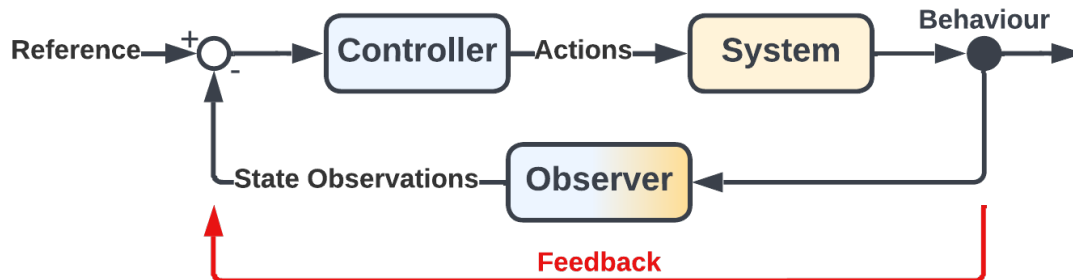 Behaviour
+
Reference
Controller
Actions
System
-
State Observations
Observer
Feedback